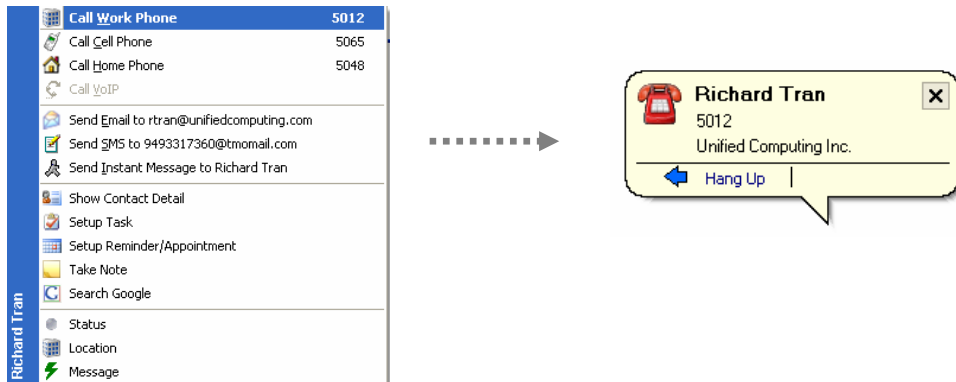 Call Work Phone 5012
Call Cell Phone 5065
Call Home Phone 5048
Call VoIP
Send Email to rtran@unifiedcomputing.com
Send SMS to 9493317360@tmomail.com
Send Instant Message to Richard Tran
Show Contact Detail
Setup Task
Setup Reminder/Appointment
Take Note
Search Google
Status
Location
Message
Richard Tran
Richard Tran
5012
Unified Computing Inc.
Hang Up